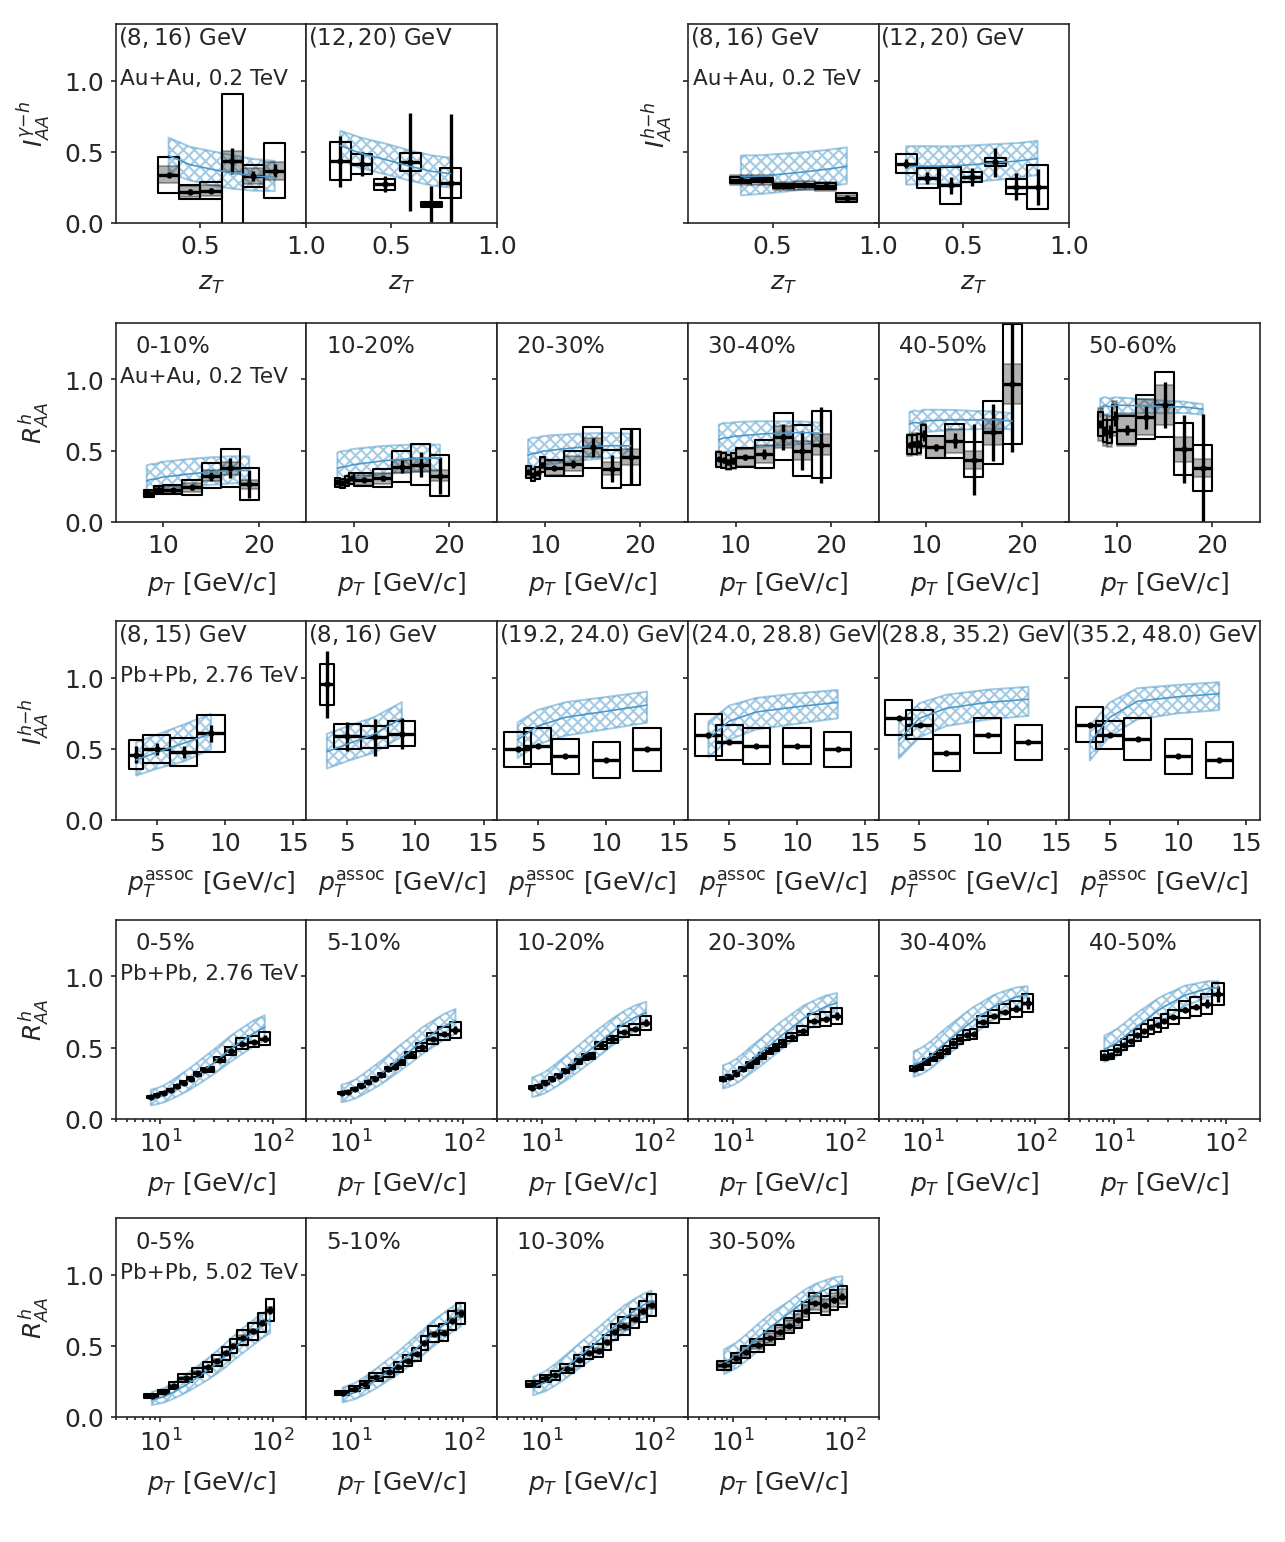 (8, 16) GeV (12, 20) GeV (8, 16) GeV (12, 20) GeV
Au+Au, 0.2 TeV Au+Au, 0.2 TeV
I_{AA}^{γ−h} I_{AA}^{h−h}
1.0
0.5
0.0
0.5 1.0 0.5 1.0 0.5 1.0 0.5 1.0
z_T z_T z_T z_T
0-10% 10-20% 20-30% 30-40% 40-50% 50-60%
Au+Au, 0.2 TeV
R_{AA}^{h}
1.0
0.5
0.0
10 20 10 20 10 20 10 20 10 20 10 20
p_T [GeV/c] p_T [GeV/c] p_T [GeV/c] p_T [GeV/c] p_T [GeV/c] p_T [GeV/c]
(8, 15) GeV (8, 16) GeV (19.2, 24.0) GeV (24.0, 28.8) GeV (28.8, 35.2) GeV (35.2, 48.0) GeV
Pb+Pb, 2.76 TeV
I_{AA}^{h−h}
1.0
0.5
0.0
5 10 15 5 10 15 5 10 15 5 10 15 5 10 15 5 10 15
p_T^{assoc} [GeV/c] p_T^{assoc} [GeV/c] p_T^{assoc} [GeV/c] p_T^{assoc} [GeV/c] p_T^{assoc} [GeV/c] p_T^{assoc} [GeV/c]
0-5% 5-10% 10-20% 20-30% 30-40% 40-50%
Pb+Pb, 2.76 TeV
R_{AA}^{h}
1.0
0.5
0.0
10^1 10^2 10^1 10^2 10^1 10^2 10^1 10^2 10^1 10^2 10^1 10^2
p_T [GeV/c] p_T [GeV/c] p_T [GeV/c] p_T [GeV/c] p_T [GeV/c] p_T [GeV/c]
0-5% 5-10% 10-30% 30-50%
Pb+Pb, 5.02 TeV
R_{AA}^{h}
1.0
0.5
0.0
10^1 10^2 10^1 10^2 10^1 10^2 10^1 10^2
p_T [GeV/c] p_T [GeV/c] p_T [GeV/c] p_T [GeV/c]